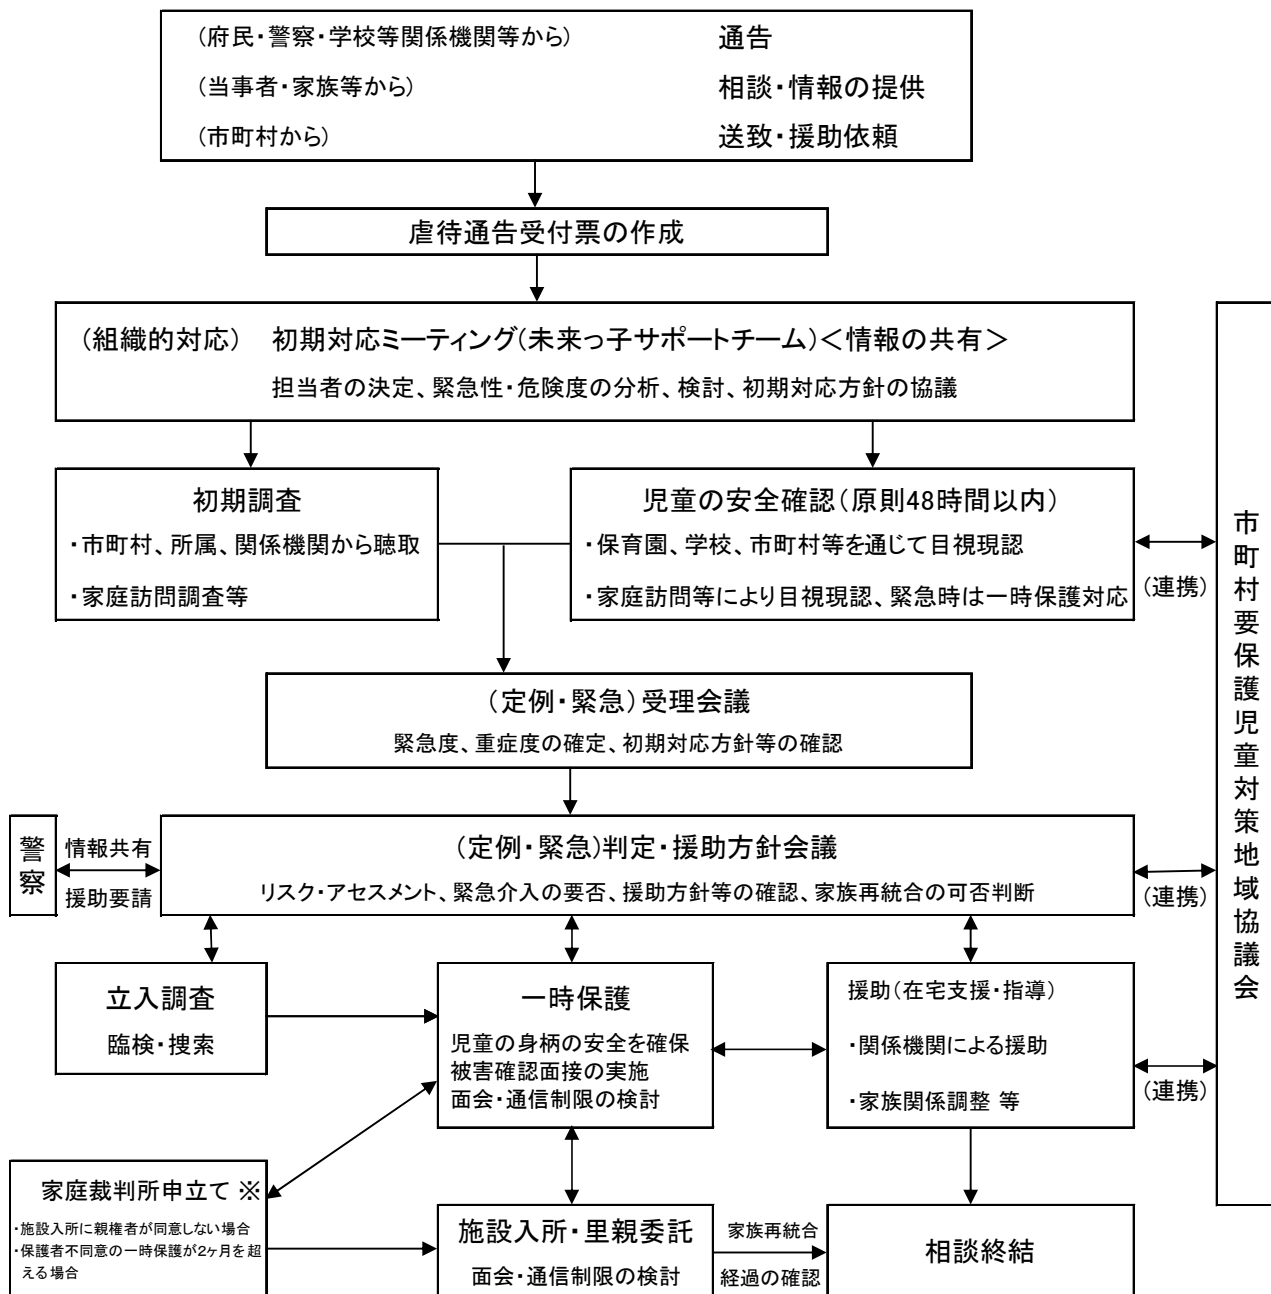 (府民・警察・学校等関係機関等から) 通告
(当事者・家族等から) 相談・情報の提供
(市町村から) 送致・援助依頼
虐待通告受付票の作成
(組織的対応) 初期対応ミーティング(未来っ子サポートチーム)<情報の共有>
担当者の決定、緊急性・危険度の分析、検討、初期対応方針の協議
初期調査
・市町村、所属、関係機関から聴取
・家庭訪問調査等
児童の安全確認(原則48時間以内)
・保育園、学校、市町村等を通じて目視現認
・家庭訪問等により目視現認、緊急時は一時保護対応
(連携)
市町村要保護児童対策地域協議会
(定例・緊急)受理会議
緊急度、重症度の確定、初期対応方針等の確認
警察
情報共有
援助要請
(定例・緊急)判定・援助方針会議
リスク・アセスメント、緊急介入の要否、援助方針等の確認、家族再統合の可否判断
(連携)
立入調査
臨検・捜索
一時保護
児童の身柄の安全を確保
被害確認面接の実施
面会・通信制限の検討
援助(在宅支援・指導)
・関係機関による援助
・家族関係調整 等
(連携)
家庭裁判所申立て ※
・施設入所に親権者が同意しない場合
・保護者不同意の一時保護が2ヶ月を超
える場合
施設入所・里親委託
面会・通信制限の検討
家族再統合
経過の確認
相談終結